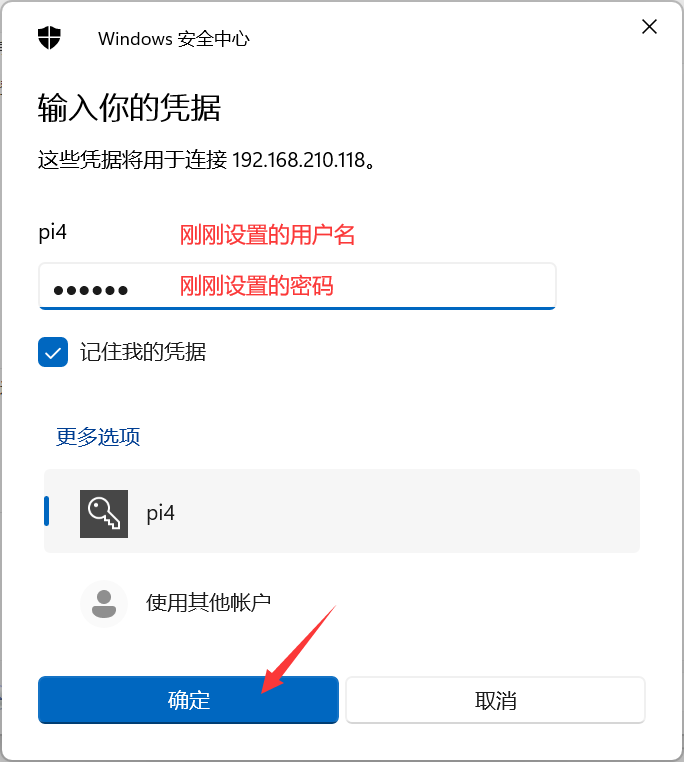 Windows 安全中心
输入你的凭据
这些凭据将用于连接 192.168.210.118。
pi4 刚刚设置的用户名
●●●●●● 刚刚设置的密码
记住我的凭据
更多选项
pi4
使用其他帐户
确定 取消